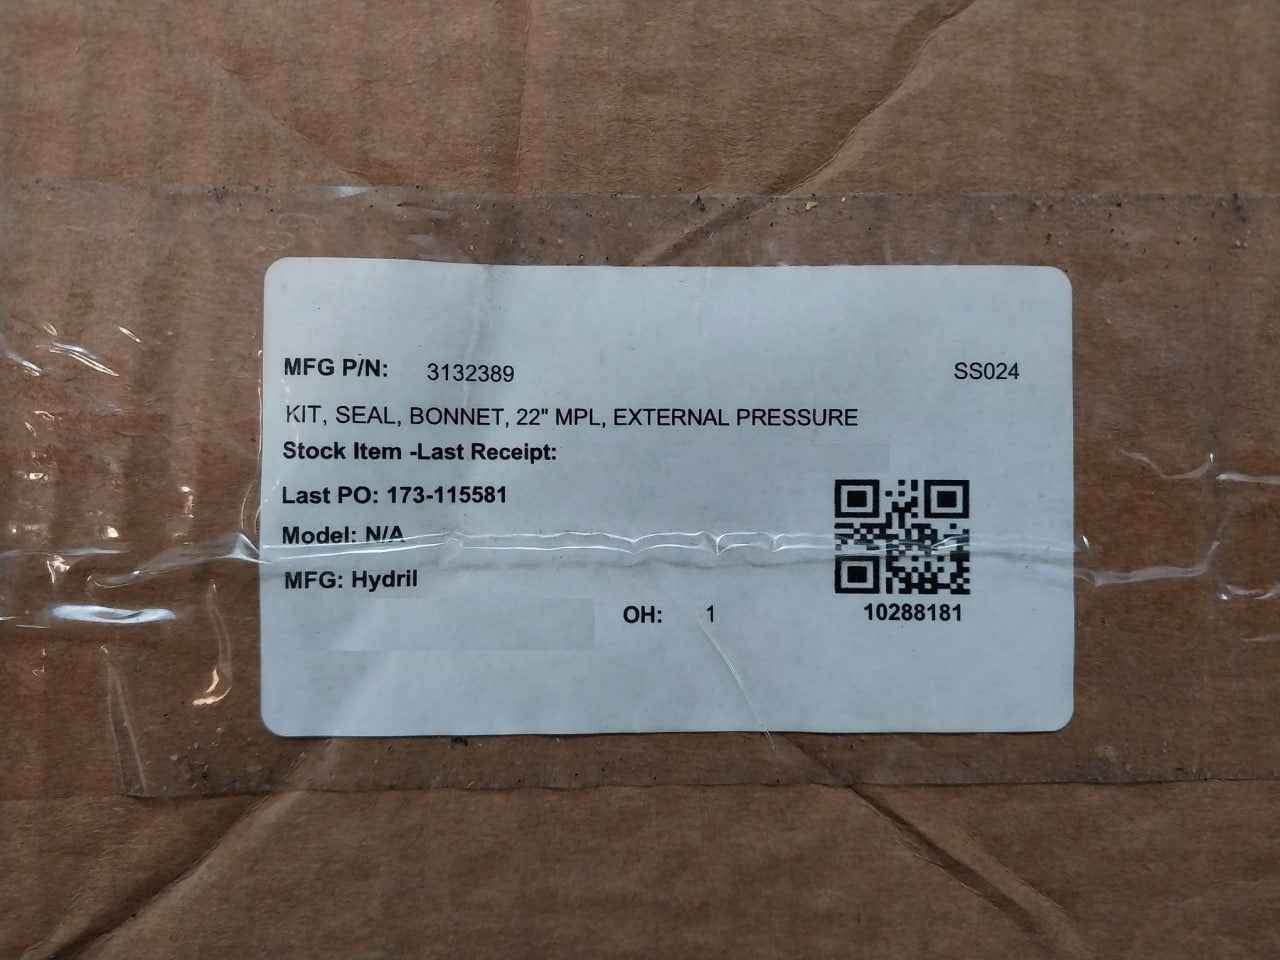 MFG P/N: 3132389 SS024
KIT, SEAL, BONNET, 22" MPL, EXTERNAL PRESSURE
Stock Item -Last Receipt:
Last PO: 173-115581
Model: N/A
MFG: Hydril
OH: 1 10288181